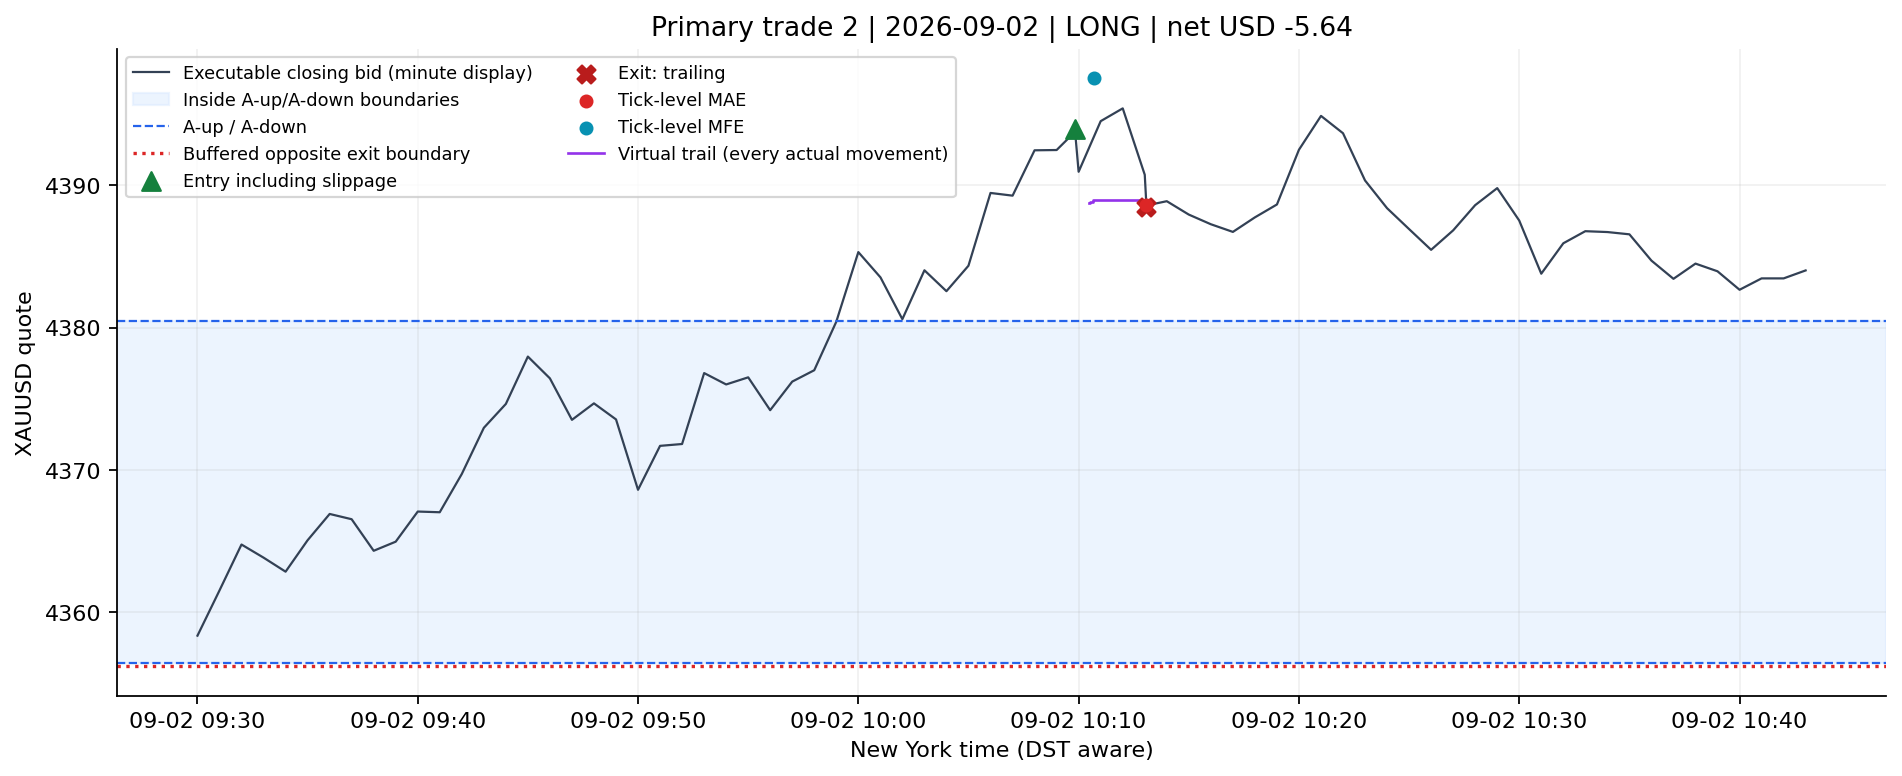 Primary trade 2 | 2026-09-02 | LONG | net USD -5.64
Executable closing bid (minute display)
Inside A-up/A-down boundaries
A-up / A-down
Buffered opposite exit boundary
Entry including slippage
Exit: trailing
Tick-level MAE
Tick-level MFE
Virtual trail (every actual movement)
XAUUSD quote
4390
4380
4370
4360
09-02 09:30
09-02 09:40
09-02 09:50
09-02 10:00
09-02 10:10
09-02 10:20
09-02 10:30
09-02 10:40
New York time (DST aware)